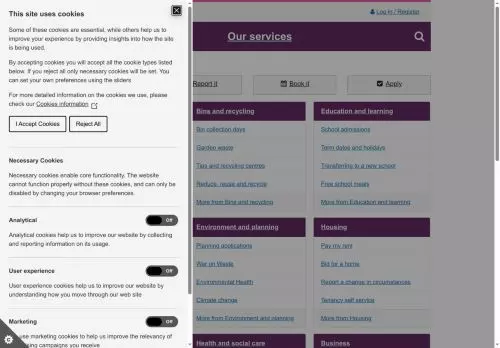 This site uses cookies
Some of these cookies are essential, while others help us to
improve your experience by providing insights into how the site
is being used.
By accepting cookies you will accept all the cookie types listed
below. If you reject all only necessary cookies will be set. You
can set your own preferences using the sliders
For more detailed information on the cookies we use, please
check our Cookies information
I Accept Cookies Reject All
Necessary Cookies
Necessary cookies enable core functionality. The website
cannot function properly without these cookies, and can only be
disabled by changing your browser preferences.
Analytical Off
Analytical cookies help us to improve our website by collecting
and reporting information on its usage.
User experience Off
User experience cookies help us to improve our website by
understanding how you move through our web site
Marketing Off
use marketing cookies to help us improve the relevancy of
campaigns you receive
Log in / Register
Our services
Report it Book it Apply
Bins and recycling
Bin collection days
Garden waste
Tips and recycling centres
Reduce, reuse and recycle
More from Bins and recycling
Education and learning
School admissions
Term dates and holidays
Transferring to a new school
Free school meals
More from Education and learning
Environment and planning
Planning applications
War on Waste
Environmental Health
Climate change
More from Environment and planning
Housing
Pay my rent
Bid for a home
Report a change in circumstances
Tenancy self service
More from Housing
Health and social care
Business